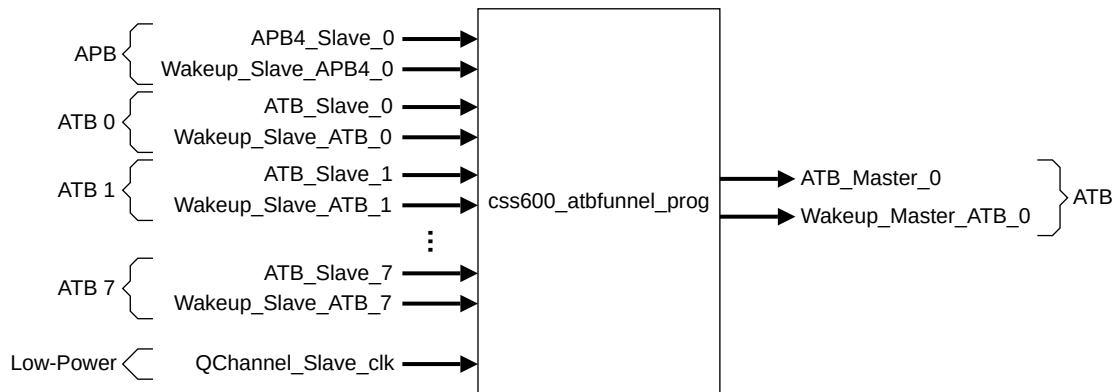 APB
APB4_Slave_0
Wakeup_Slave_APB4_0
ATB 0
ATB_Slave_0
Wakeup_Slave_ATB_0
ATB 1
ATB_Slave_1
Wakeup_Slave_ATB_1
ATB 7
ATB_Slave_7
Wakeup_Slave_ATB_7
Low-Power
QChannel_Slave_clk
css600_atbfunnel_prog
ATB_Master_0
Wakeup_Master_ATB_0
ATB